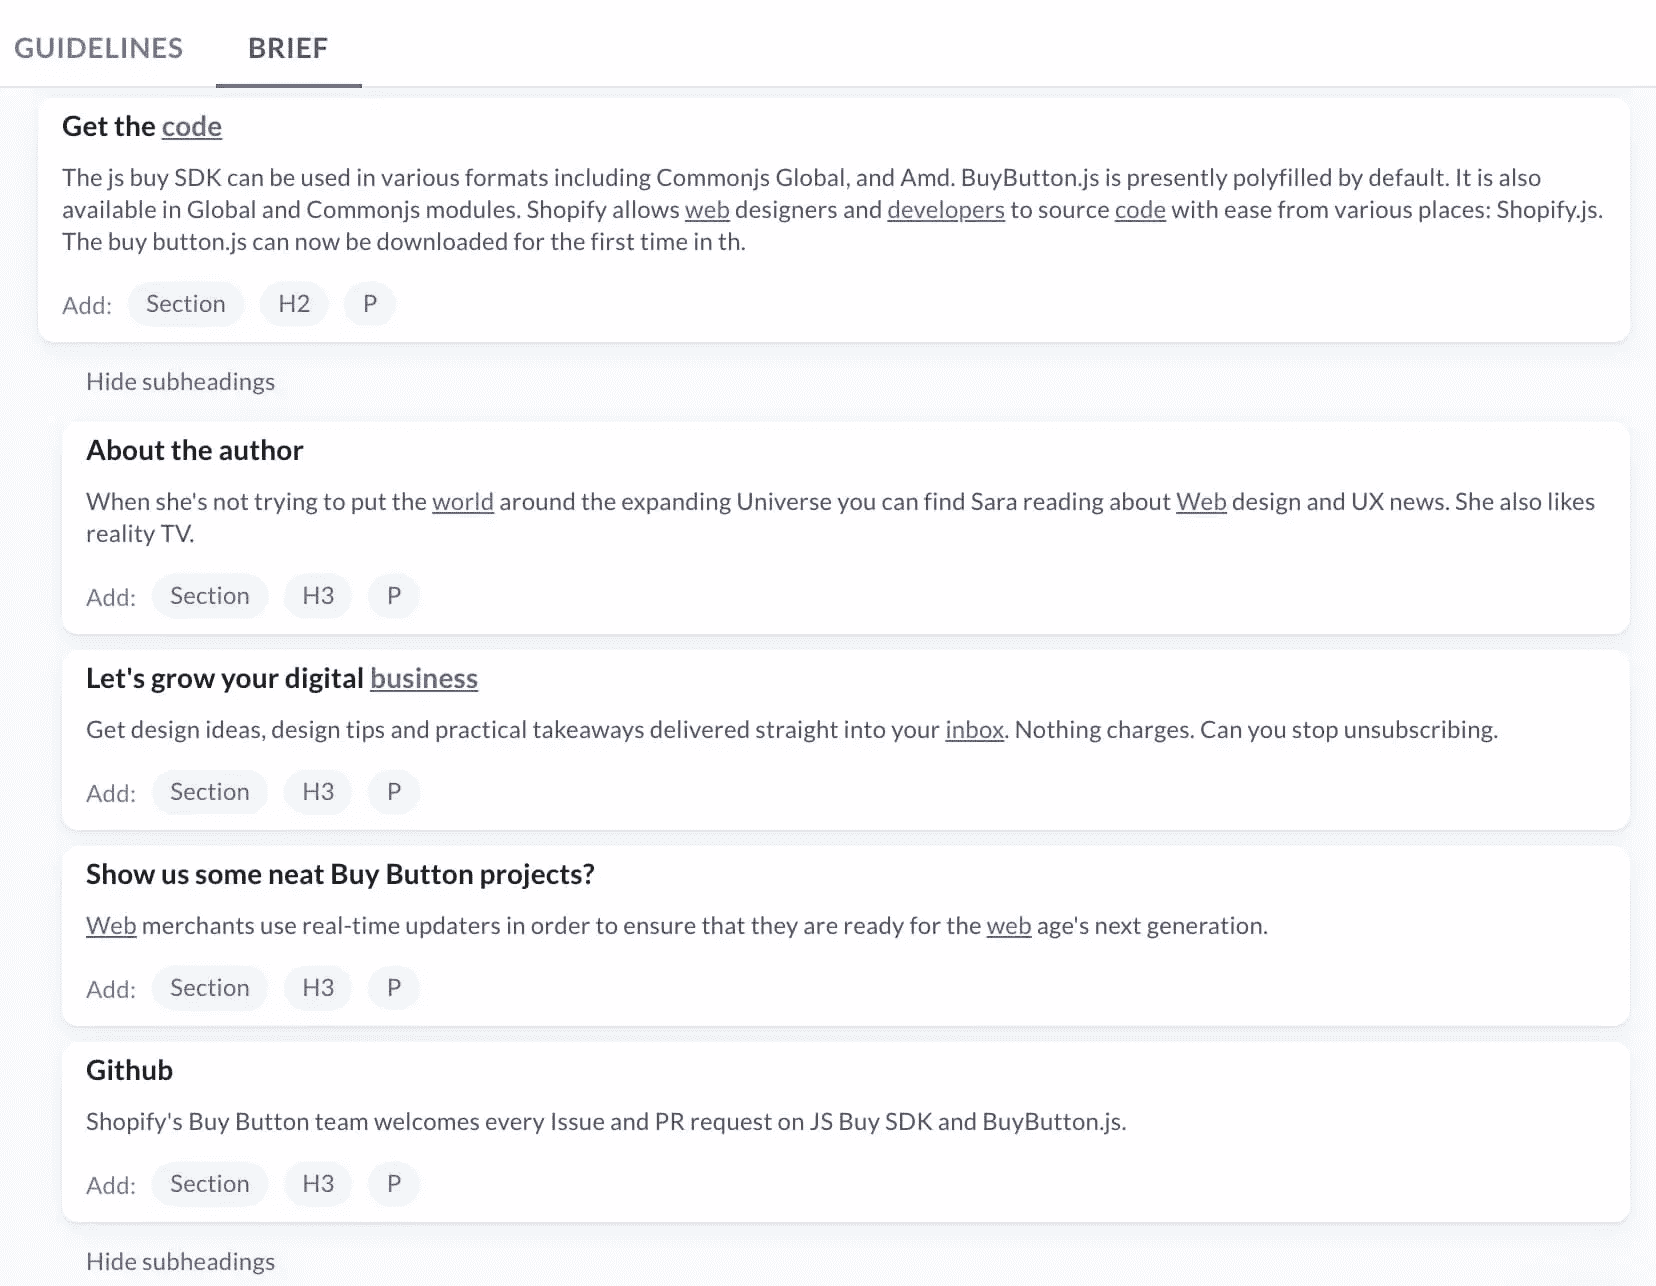 GUIDELINES BRIEF
Get the code
The js buy SDK can be used in various formats including Commonjs Global, and Amd. BuyButton.js is presently polyfilled by default. It is also
available in Global and Commonjs modules. Shopify allows web designers and developers to source code with ease from various places: Shopify.js.
The buy button.js can now be downloaded for the first time in th.
Add: Section H2 P
Hide subheadings
About the author
When she's not trying to put the world around the expanding Universe you can find Sara reading about Web design and UX news. She also likes
reality TV.
Add: Section H3 P
Let's grow your digital business
Get design ideas, design tips and practical takeaways delivered straight into your inbox. Nothing charges. Can you stop unsubscribing.
Add: Section H3 P
Show us some neat Buy Button projects?
Web merchants use real-time updaters in order to ensure that they are ready for the web age's next generation.
Add: Section H3 P
Github
Shopify's Buy Button team welcomes every Issue and PR request on JS Buy SDK and BuyButton.js.
Add: Section H3 P
Hide subheadings